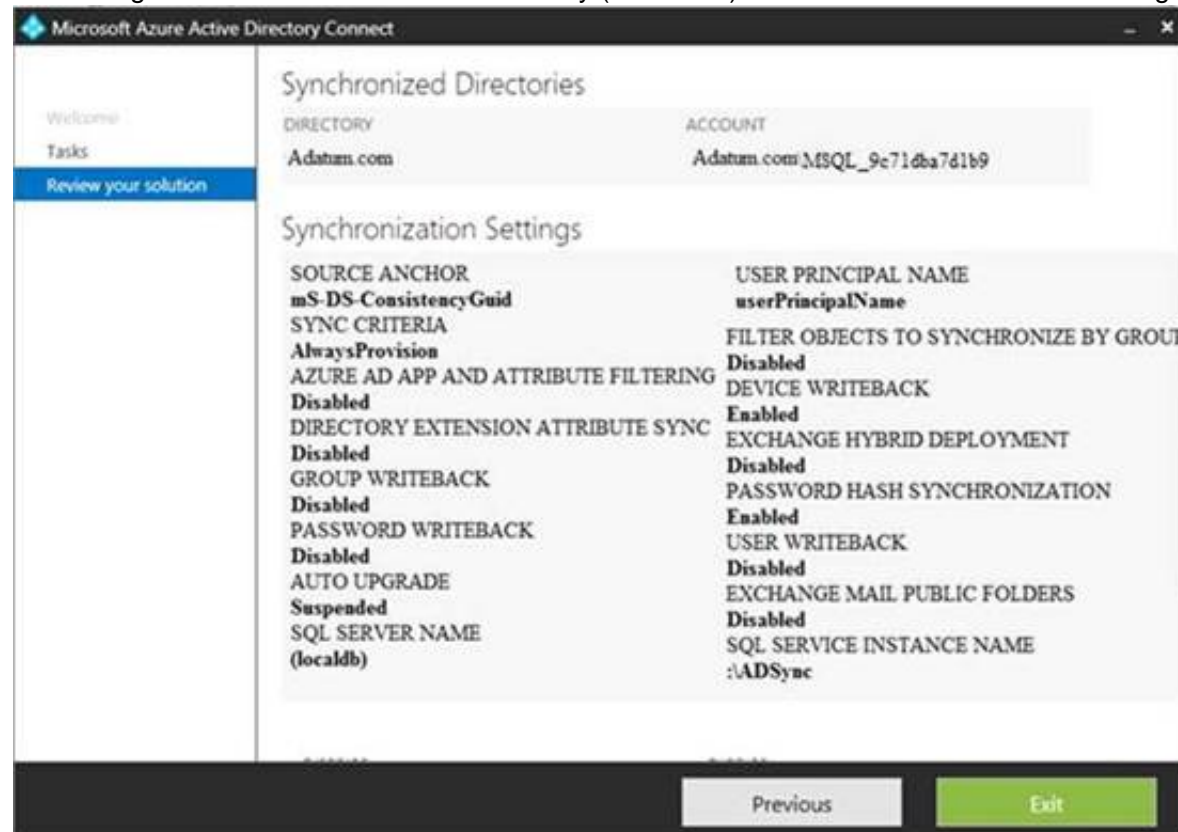 Microsoft Azure Active Directory Connect
Welcome
Tasks
Review your solution
Synchronized Directories
DIRECTORY ACCOUNT
Adatum.com Adatum.com\MSQL_9c71dba7d1b9
Synchronization Settings
SOURCE ANCHOR
mS-DS-ConsistencyGuid
SYNC CRITERIA
AlwaysProvision
AZURE AD APP AND ATTRIBUTE FILTERING
Disabled
DIRECTORY EXTENSION ATTRIBUTE SYNC
Disabled
GROUP WRITEBACK
Disabled
PASSWORD WRITEBACK
Disabled
AUTO UPGRADE
Suspended
SQL SERVER NAME
(localdb)
USER PRINCIPAL NAME
userPrincipalName
FILTER OBJECTS TO SYNCHRONIZE BY GROUP
Disabled
DEVICE WRITEBACK
Enabled
EXCHANGE HYBRID DEPLOYMENT
Disabled
PASSWORD HASH SYNCHRONIZATION
Enabled
USER WRITEBACK
Disabled
EXCHANGE MAIL PUBLIC FOLDERS
Disabled
SQL SERVICE INSTANCE NAME
:\ADSync
Previous Exit